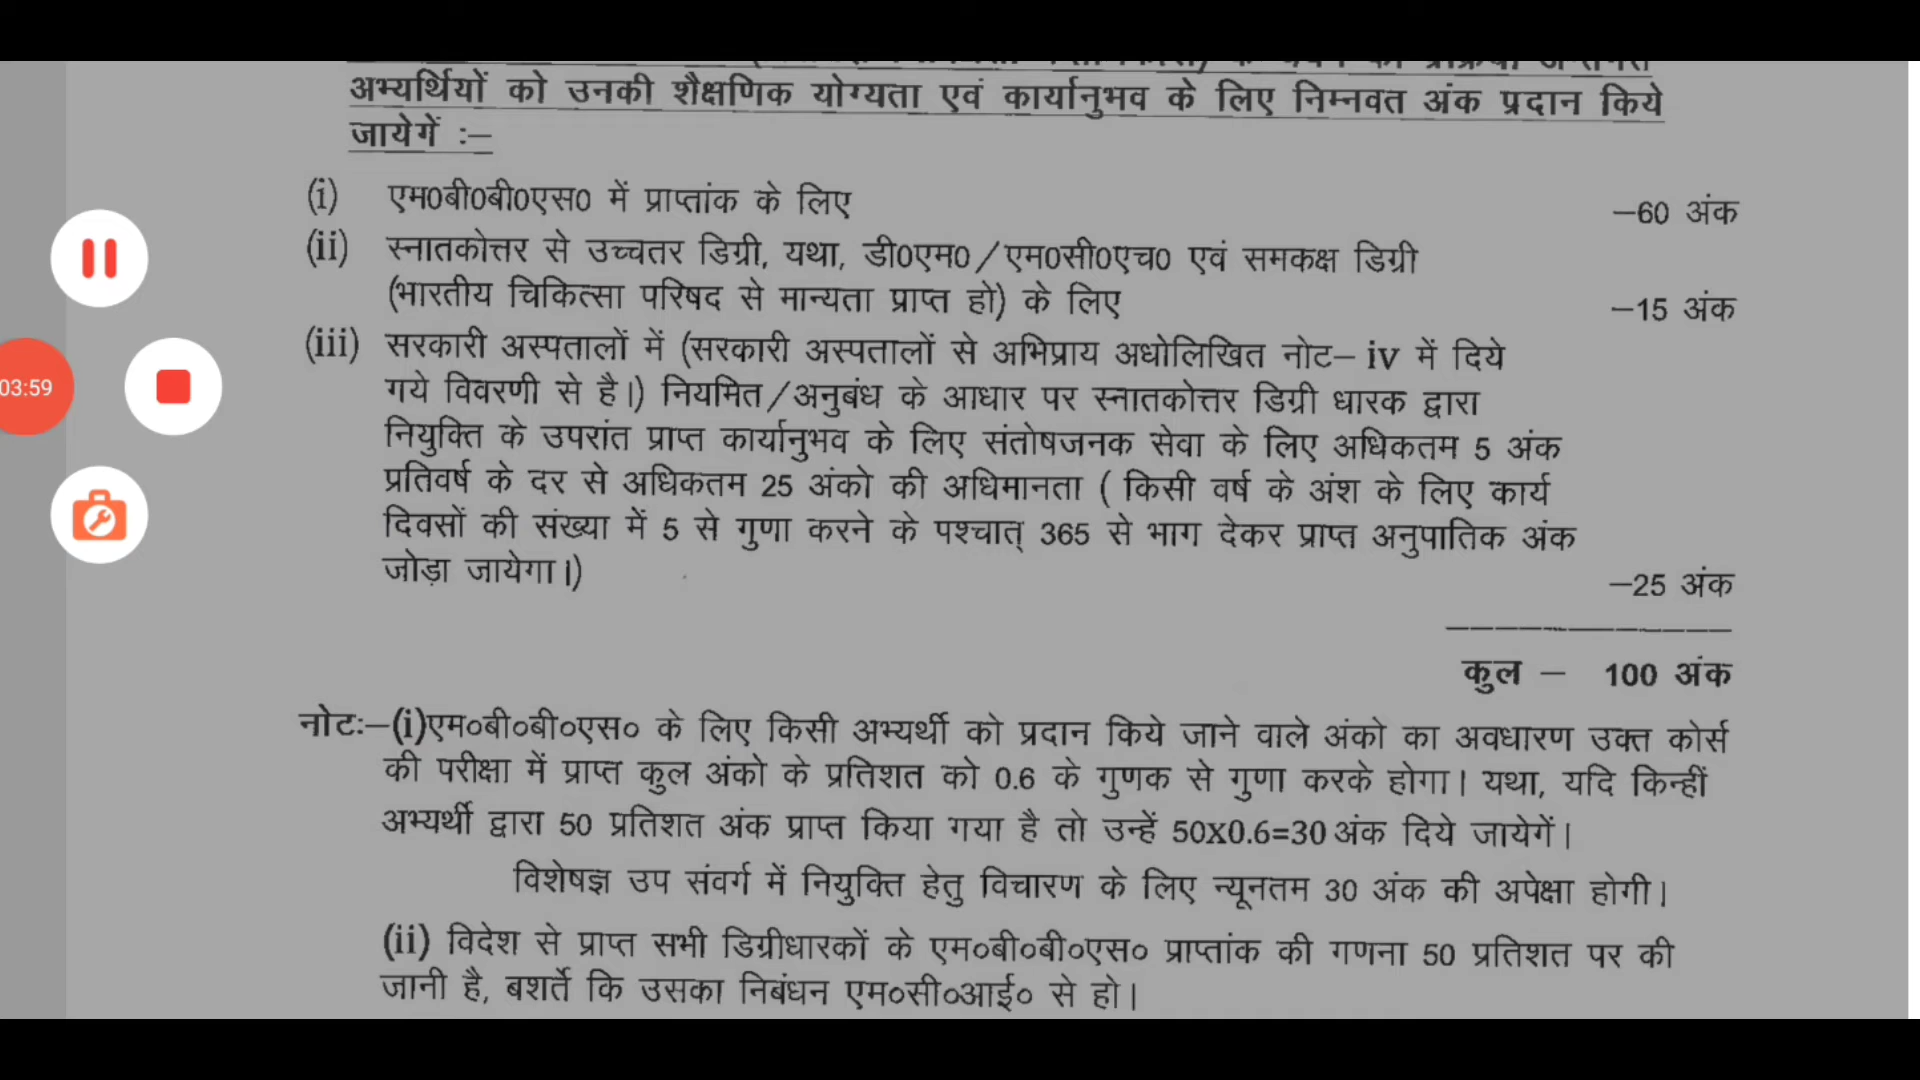 अभ्यर्थियों को उनकी शैक्षणिक योग्यता एवं कार्यानुभव के लिए निम्नवत अंक प्रदान किये
जायेगें :–
(i) एम0बी0बी0एस0 में प्राप्तांक के लिए –60 अंक
(ii) स्नातकोत्तर से उच्चतर डिग्री, यथा, डी0एम0/एम0सी0एच0 एवं समकक्ष डिग्री
(भारतीय चिकित्सा परिषद से मान्यता प्राप्त हो) के लिए –15 अंक
(iii) सरकारी अस्पतालों में (सरकारी अस्पतालों से अभिप्राय अधोलिखित नोट– iv में दिये
गये विवरणी से है।) नियमित/अनुबंध के आधार पर स्नातकोत्तर डिग्री धारक द्वारा
03:59
नियुक्ति के उपरांत प्राप्त कार्यानुभव के लिए संतोषजनक सेवा के लिए अधिकतम 5 अंक
प्रतिवर्ष के दर से अधिकतम 25 अंको की अधिमानता ( किसी वर्ष के अंश के लिए कार्य
दिवसों की संख्या में 5 से गुणा करने के पश्चात् 365 से भाग देकर प्राप्त अनुपातिक अंक
जोड़ा जायेगा।) –25 अंक
कुल – 100 अंक
नोटः–(i)एम०बी०बी०एस० के लिए किसी अभ्यर्थी को प्रदान किये जाने वाले अंको का अवधारण उक्त कोर्स
की परीक्षा में प्राप्त कुल अंको के प्रतिशत को 0.6 के गुणक से गुणा करके होगा। यथा, यदि किन्हीं
अभ्यर्थी द्वारा 50 प्रतिशत अंक प्राप्त किया गया है तो उन्हें 50X0.6=30 अंक दिये जायेगें।
विशेषज्ञ उप संवर्ग में नियुक्ति हेतु विचारण के लिए न्यूनतम 30 अंक की अपेक्षा होगी।
(ii) विदेश से प्राप्त सभी डिग्रीधारकों के एम०बी०बी०एस० प्राप्तांक की गणना 50 प्रतिशत पर की
जानी है, बशर्ते कि उसका निबंधन एम०सी०आई० से हो।